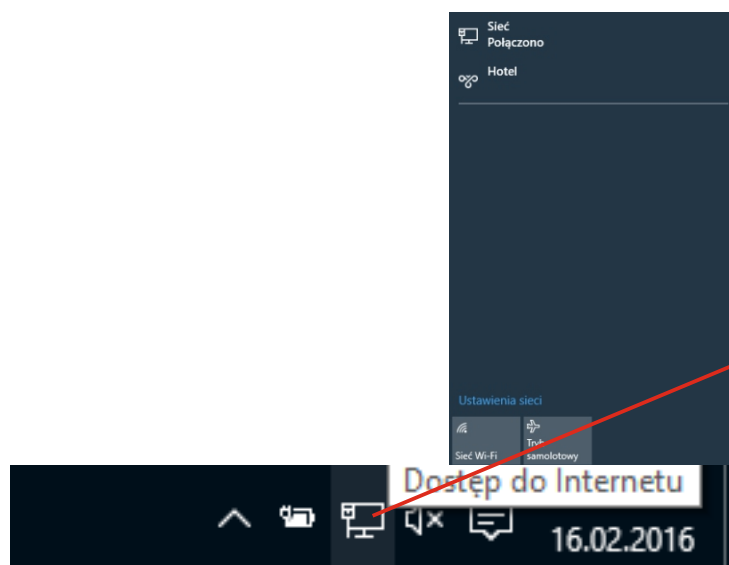 Sieć
Połączono
Hotel
Ustawienia sieci
Sieć Wi-Fi
Tryb
samolotowy
Dostęp do Internetu
16.02.2016